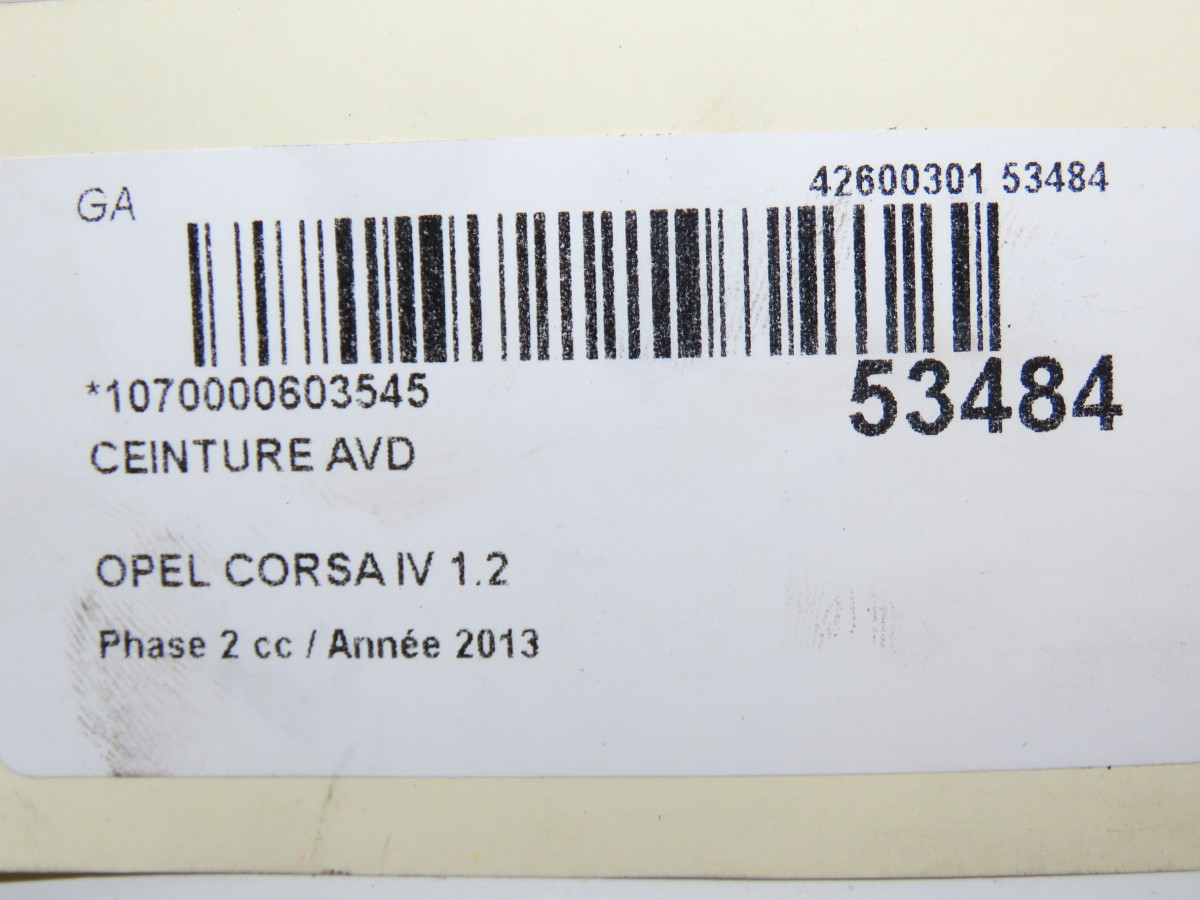 GA
42600301 53484
*1070000603545
53484
CEINTURE AVD
OPEL CORSA IV 1.2
Phase 2 cc / Année 2013